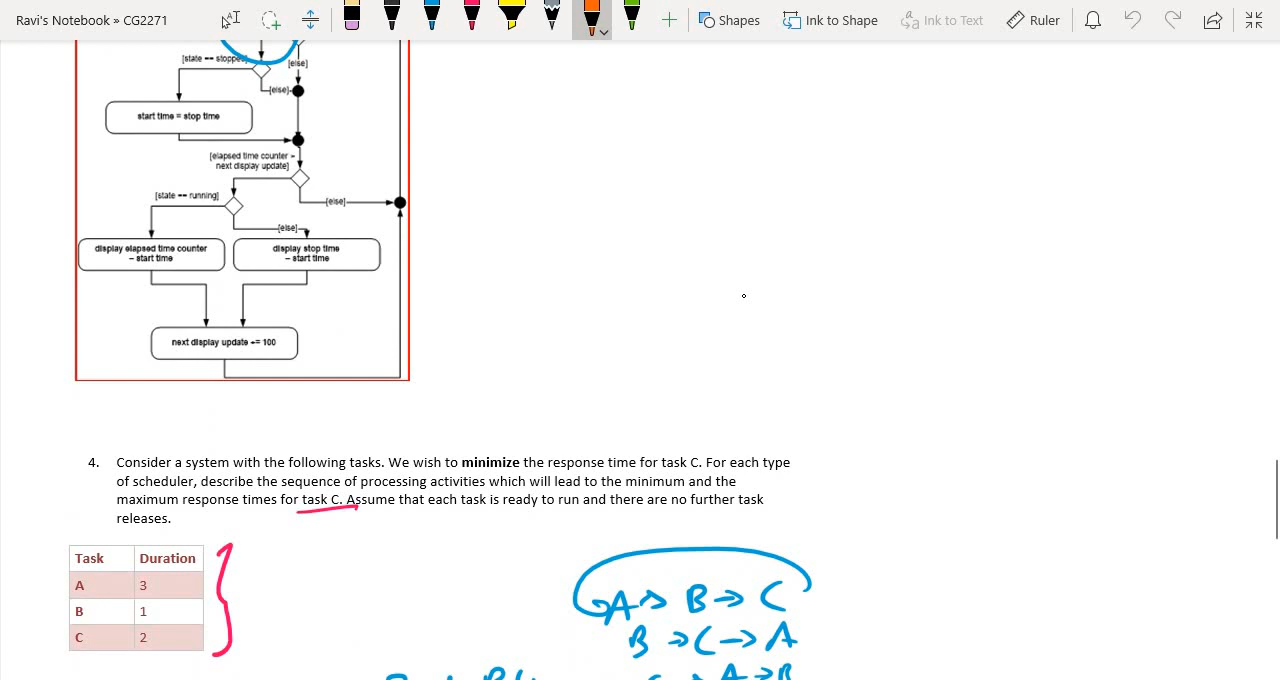 Ravi's Notebook » CG2271
Shapes
Ink to Shape
Ink to Text
Ruler
[else]
[else]
start time = stop time
[elapsed time counter =
next display update]
[state == running]
[else]
[else]
display elapsed time counter
– start time
display stop time
– start time
next display update += 100
4. Consider a system with the following tasks. We wish to minimize the response time for task C. For each type
of scheduler, describe the sequence of processing activities which will lead to the minimum and the
maximum response times for task C. Assume that each task is ready to run and there are no further task
releases.
Task Duration
A 3
B 1
C 2
A → B → C
B → C → A